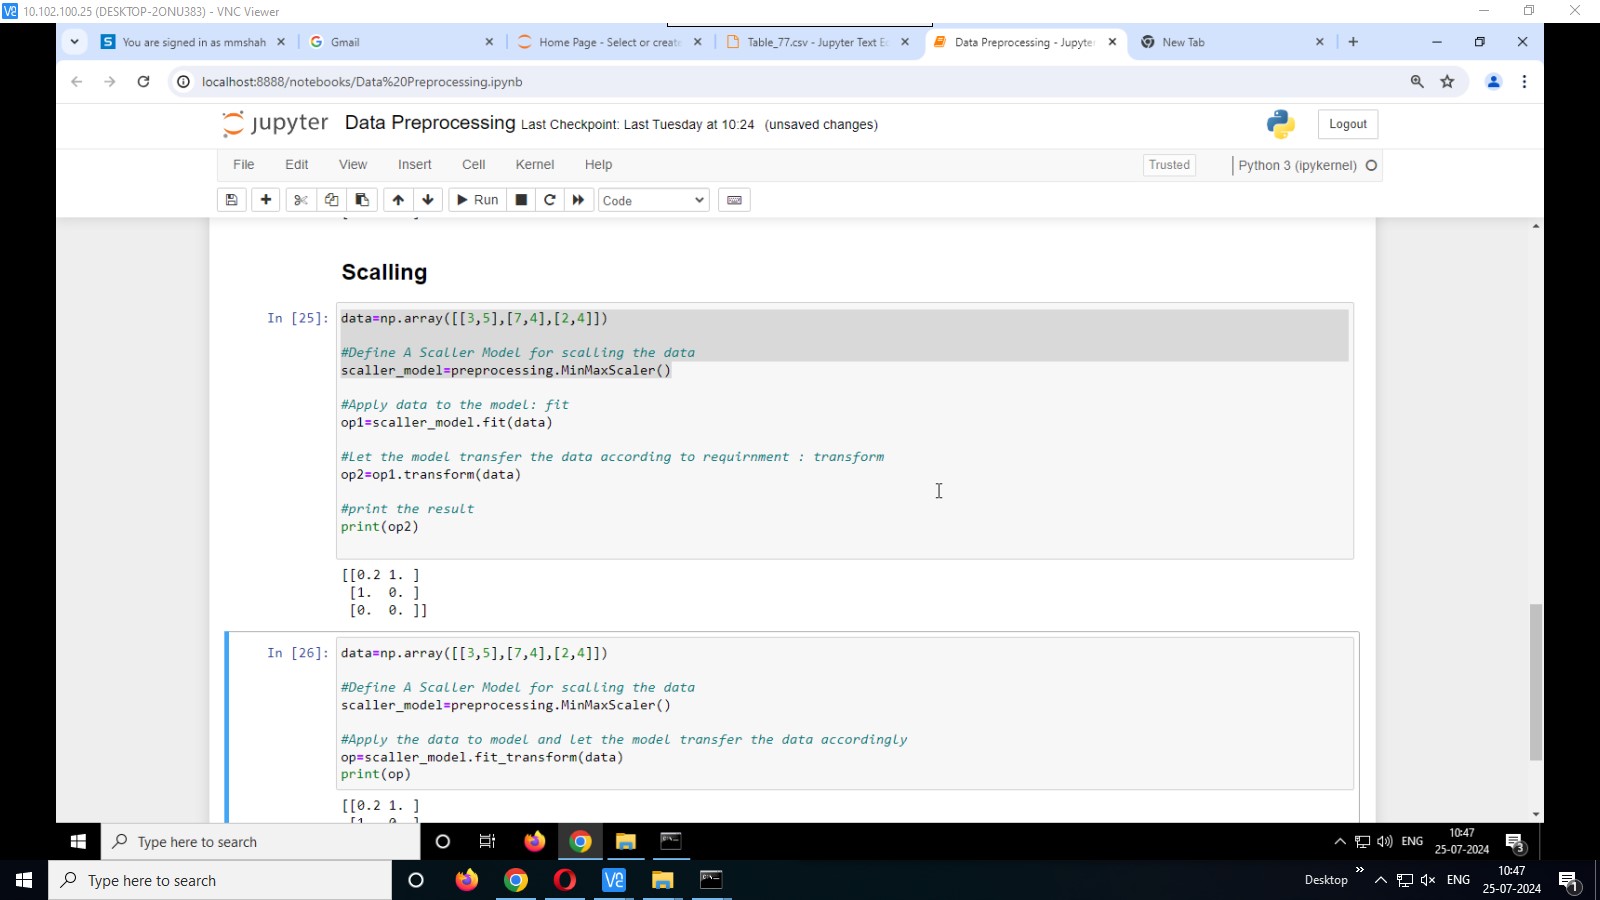 10.102.100.25 (DESKTOP-2ONU383) - VNC Viewer
You are signed in as mmshah
Gmail
Home Page - Select or create
Table_77.csv - Jupyter Text E
Data Preprocessing - Jupyter
New Tab
localhost:8888/notebooks/Data%20Preprocessing.ipynb
jupyter Data Preprocessing Last Checkpoint: Last Tuesday at 10:24 (unsaved changes)
Logout
File Edit View Insert Cell Kernel Help
Trusted
Python 3 (ipykernel)
Run
Code
Scalling
In [25]: data=np.array([[3,5],[7,4],[2,4]])
#Define A Scaller Model for scalling the data
scaller_model=preprocessing.MinMaxScaler()
#Apply data to the model: fit
op1=scaller_model.fit(data)
#Let the model transfer the data according to requirnment : transform
op2=op1.transform(data)
#print the result
print(op2)
[[0.2 1. ]
[1. 0. ]
[0. 0. ]]
In [26]: data=np.array([[3,5],[7,4],[2,4]])
#Define A Scaller Model for scalling the data
scaller_model=preprocessing.MinMaxScaler()
#Apply the data to model and let the model transfer the data accordingly
op=scaller_model.fit_transform(data)
print(op)
[[0.2 1. ]
Type here to search
ENG
10:47
25-07-2024
3
Type here to search
Desktop
ENG
10:47
25-07-2024
1